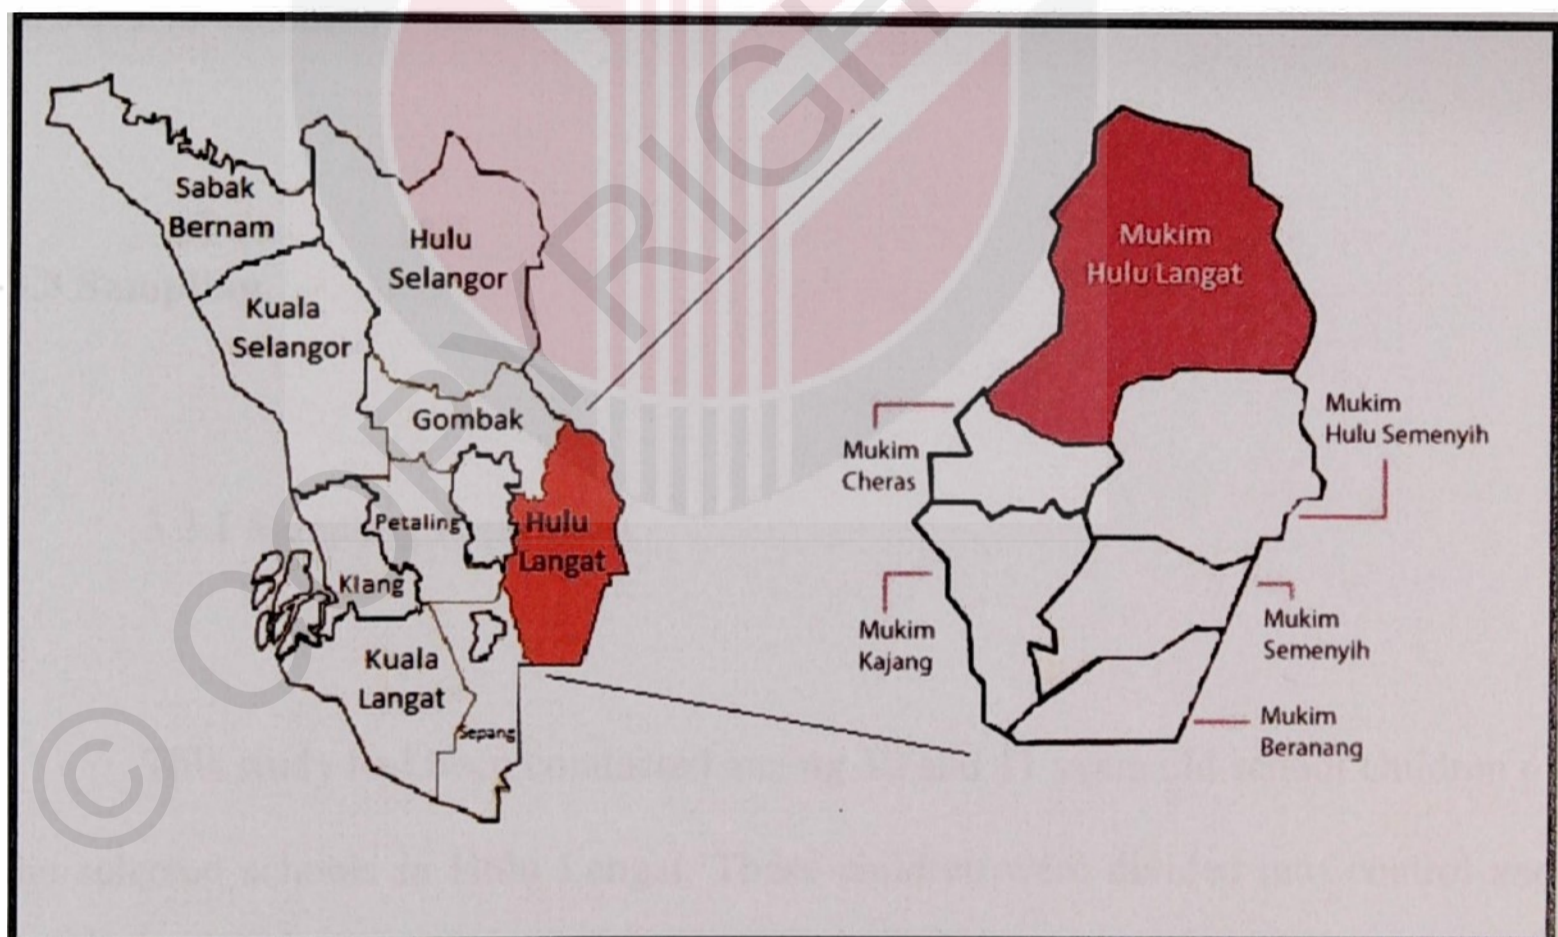 Sabak
Bernam
Hulu
Selangor
Kuala
Selangor
Gombak
Petaling
Hulu
Langat
Klang
Kuala
Langat
Sepang
Mukim
Hulu Langat
Mukim
Cheras
Mukim
Hulu Semenyih
Mukim
Kajang
Mukim
Semenyih
Mukim
Beranang
© COPYRIGH